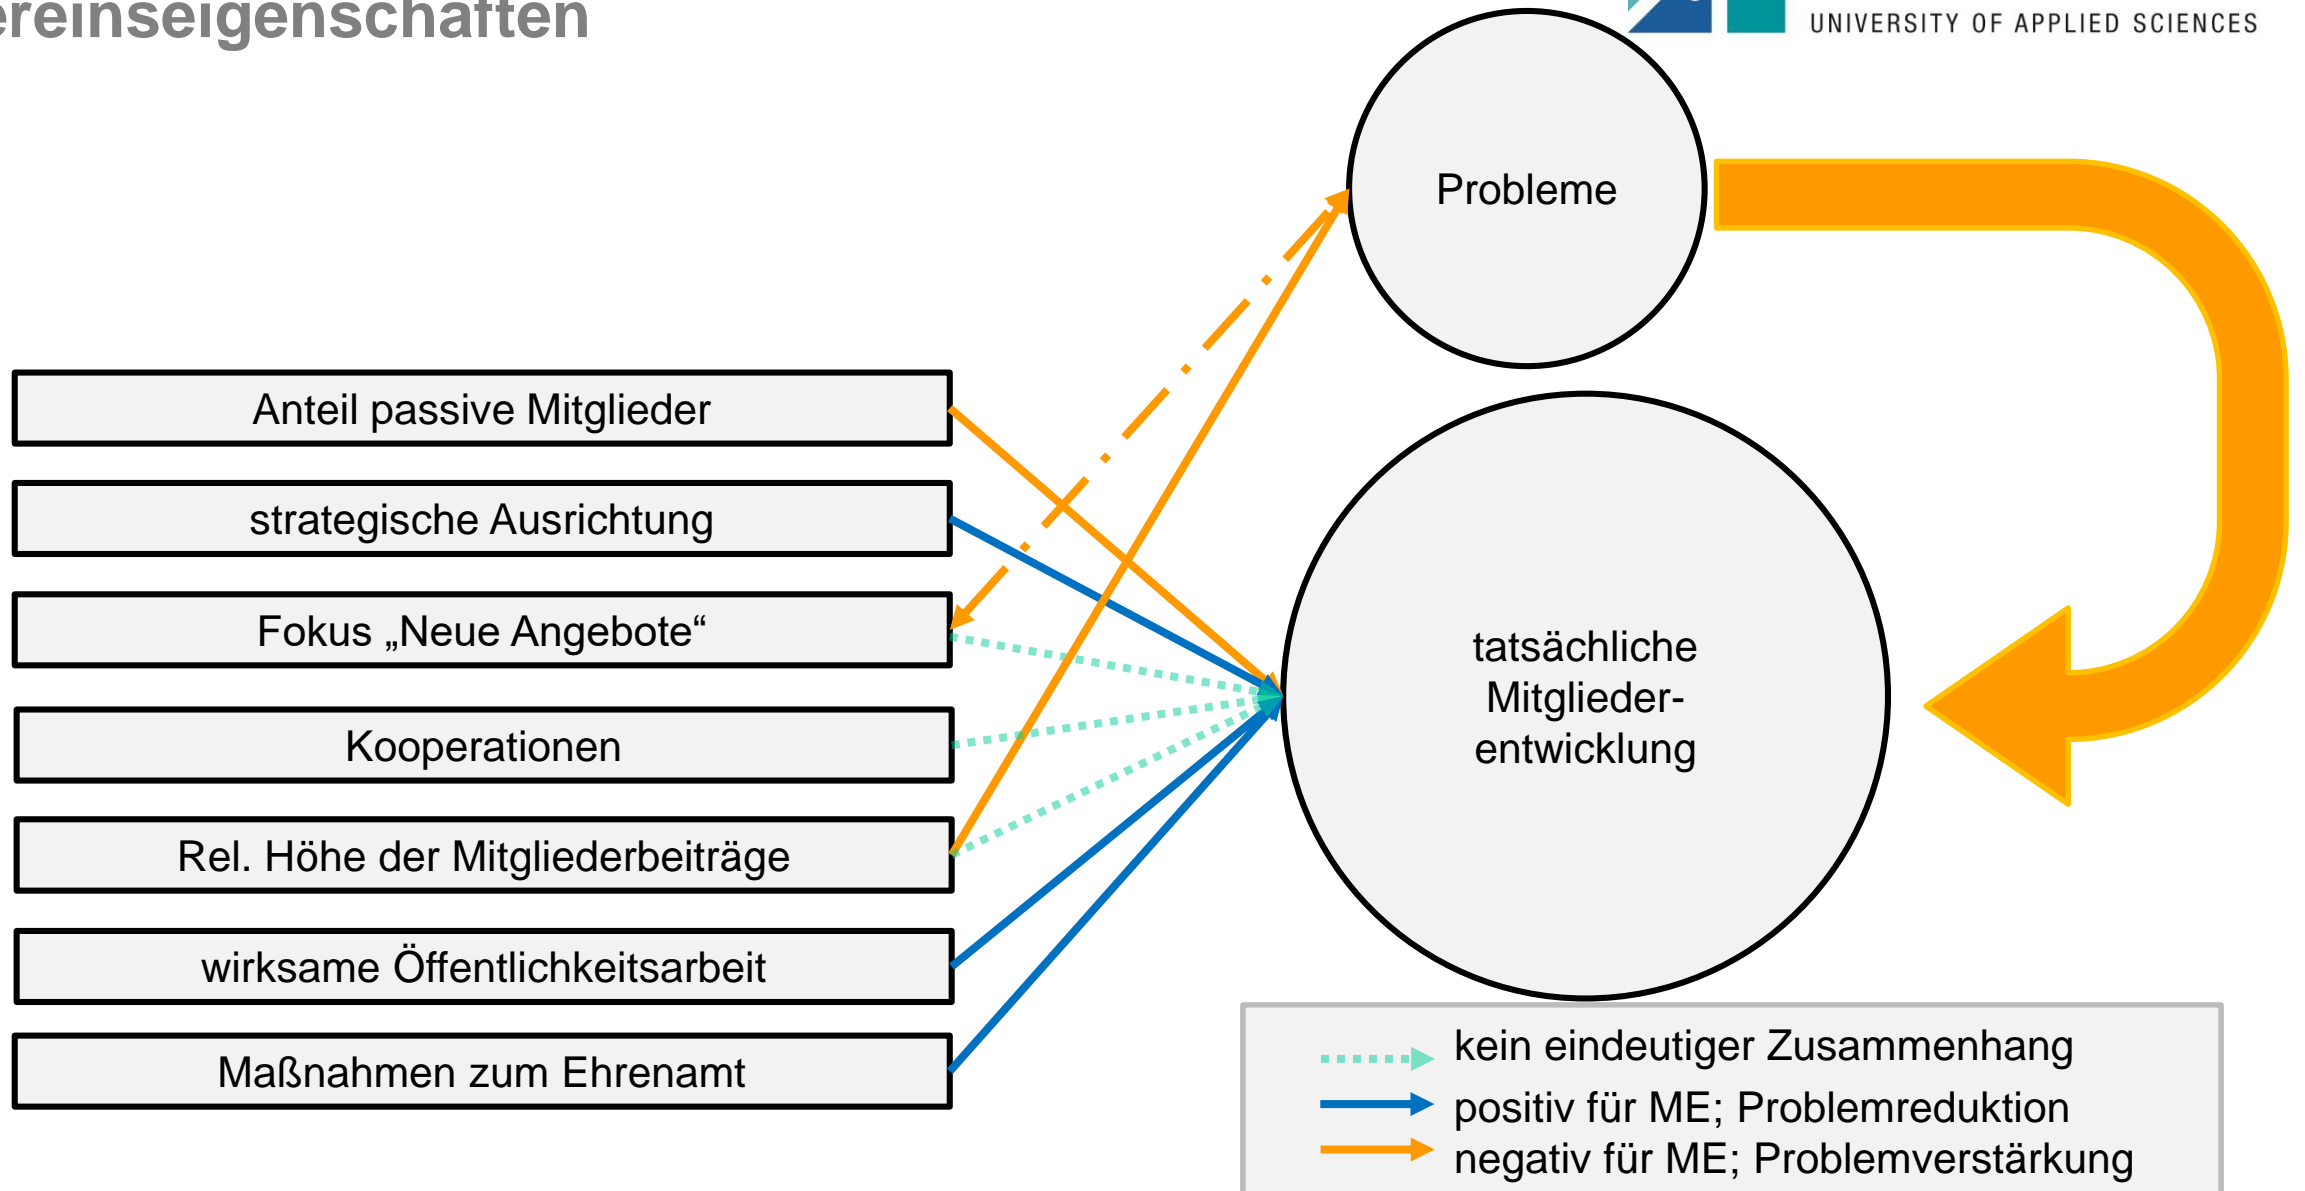 UNIVERSITY OF APPLIED SCIENCES
Probleme
Anteil passive Mitglieder
strategische Ausrichtung
Fokus „Neue Angebote“
Kooperationen
Rel. Höhe der Mitgliederbeiträge
wirksame Öffentlichkeitsarbeit
Maßnahmen zum Ehrenamt
tatsächliche
Mitglieder-
entwicklung
kein eindeutiger Zusammenhang
positiv für ME; Problemreduktion
negativ für ME; Problemverstärkung